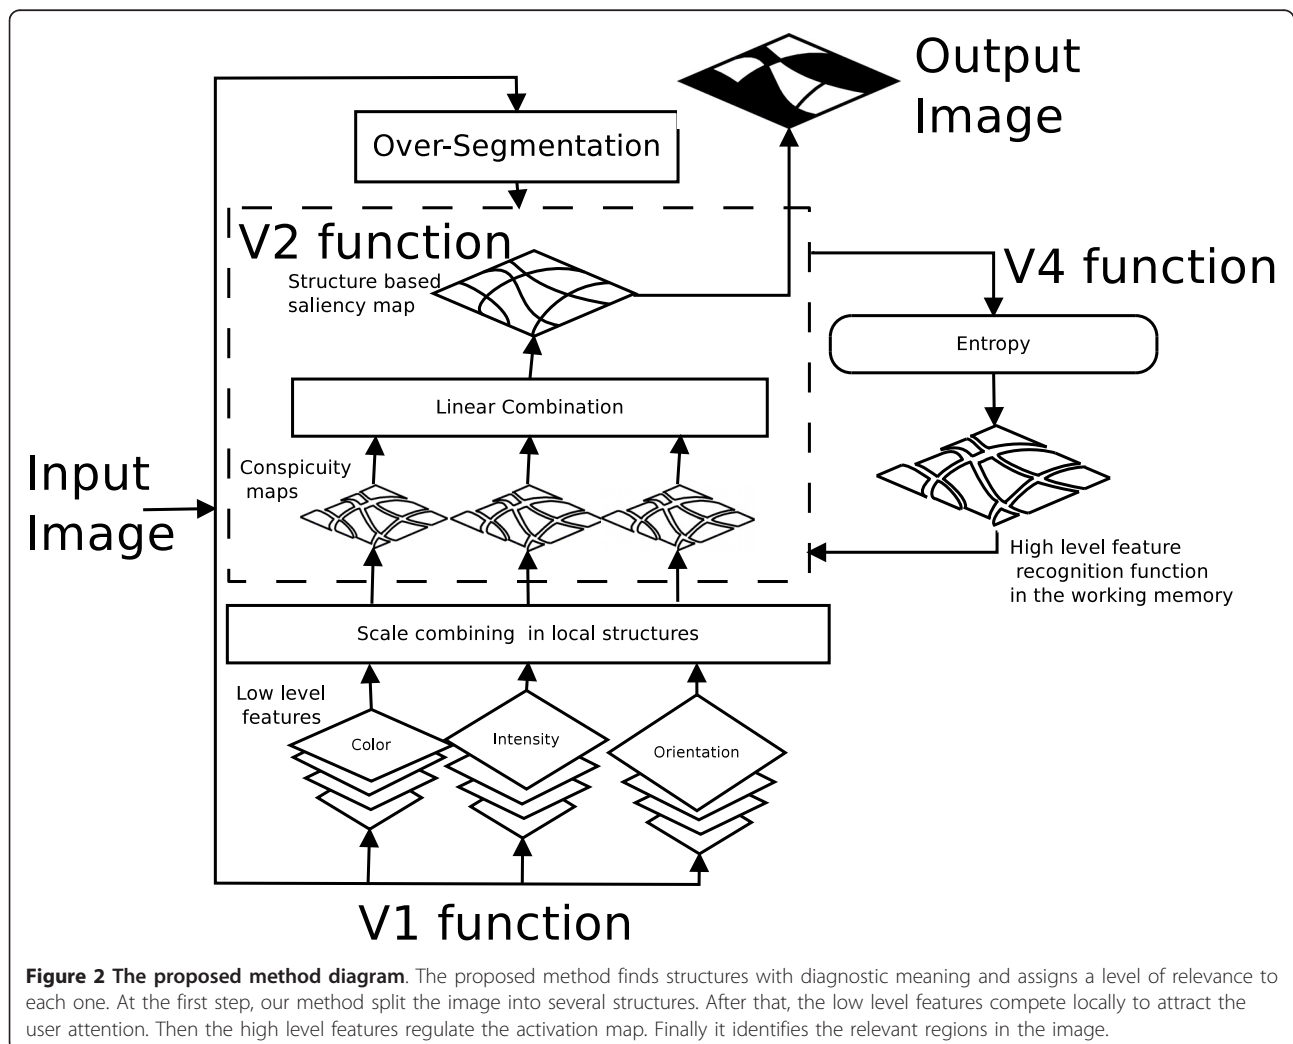 Output
Image
Over-Segmentation
V2 function
Structure based
saliency map
V4 function
Entropy
Linear Combination
Conspicuity
maps
Input
Image
High level feature
recognition function
in the working memory
Scale combining in local structures
Low level
features
Color
Intensity
Orientation
V1 function
Figure 2 The proposed method diagram. The proposed method finds structures with diagnostic meaning and assigns a level of relevance to
each one. At the first step, our method split the image into several structures. After that, the low level features compete locally to attract the
user attention. Then the high level features regulate the activation map. Finally it identifies the relevant regions in the image.